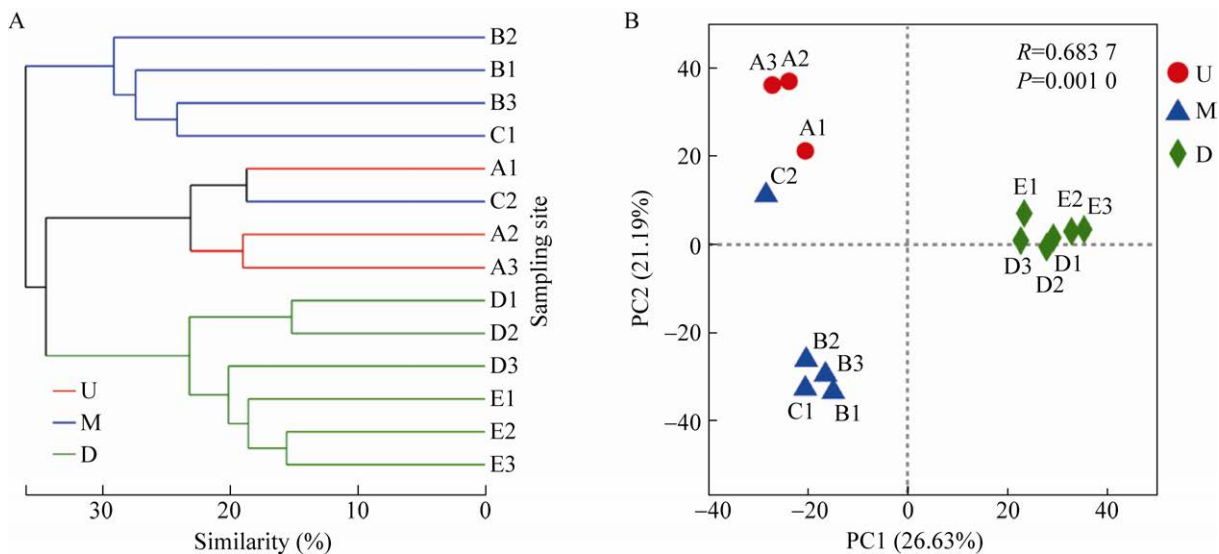 A
B2
B1
B3
C1
A1
C2
A2
A3
D1
D2
D3
E1
E2
E3
Sampling site
U
M
D
30
20
10
0
Similarity (%)
B
R=0.683 7
P=0.001 0
U
M
D
A3 A2
A1
C2
E1
E2
E3
D3
D1
D2
B2
B3
C1
B1
40
20
0
−20
−40
PC2 (21.19%)
−40
−20
0
20
40
PC1 (26.63%)